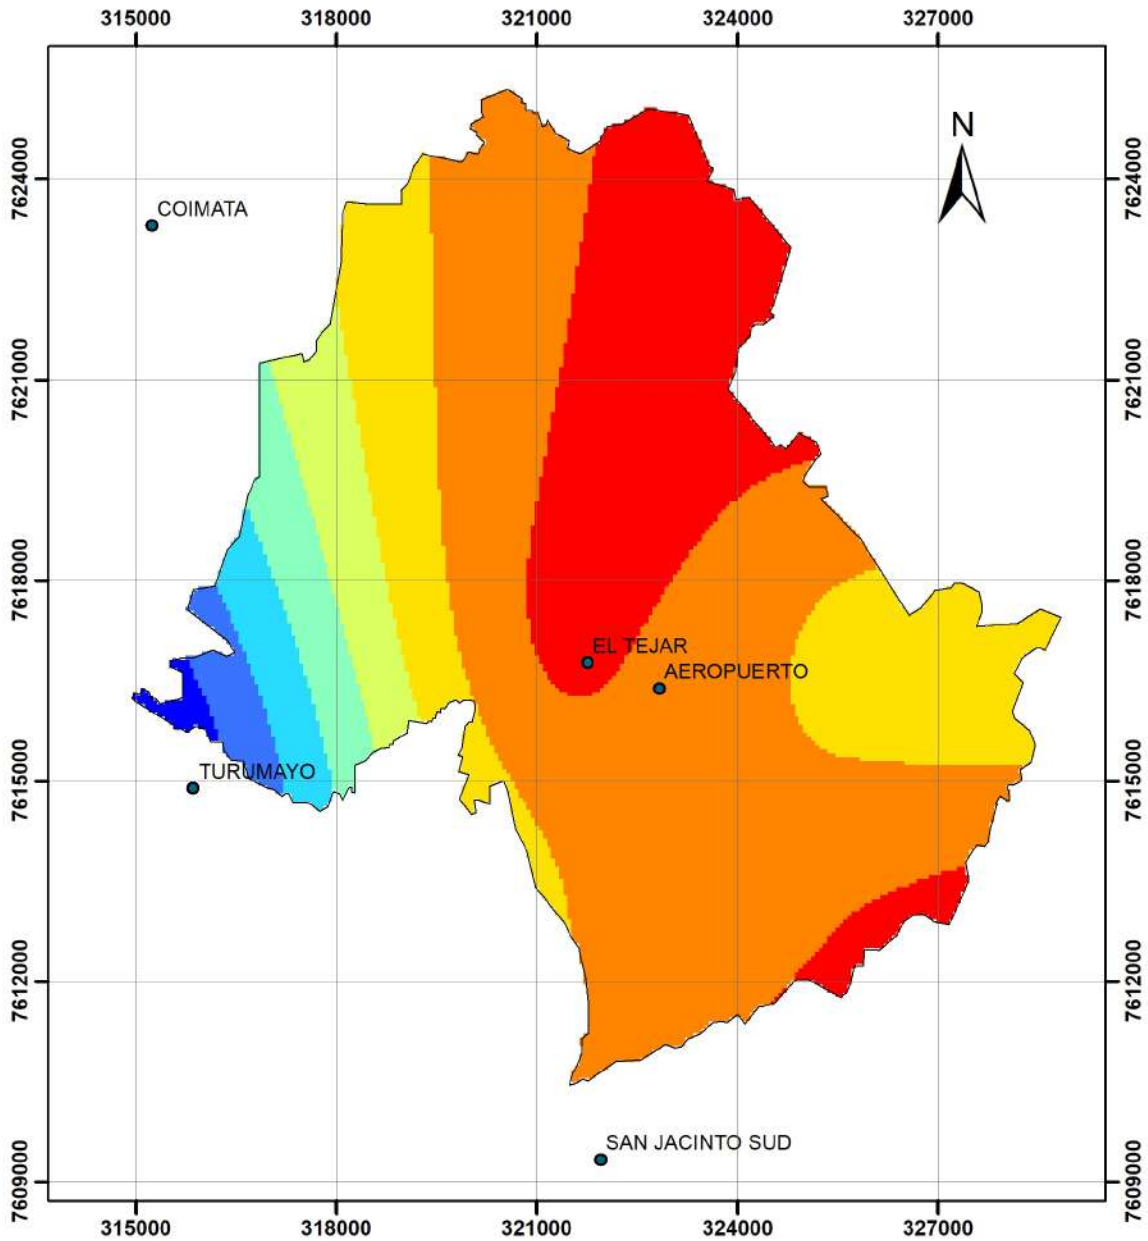 315000 318000 321000 324000 327000
N
7624000 7624000
COIMATA
7621000 7621000
7618000 7618000
EL TEJAR
AEROPUERTO
TURUMAYO
7615000 7615000
7612000 7612000
SAN JACINTO SUD
7609000 7609000
315000 318000 321000 324000 327000